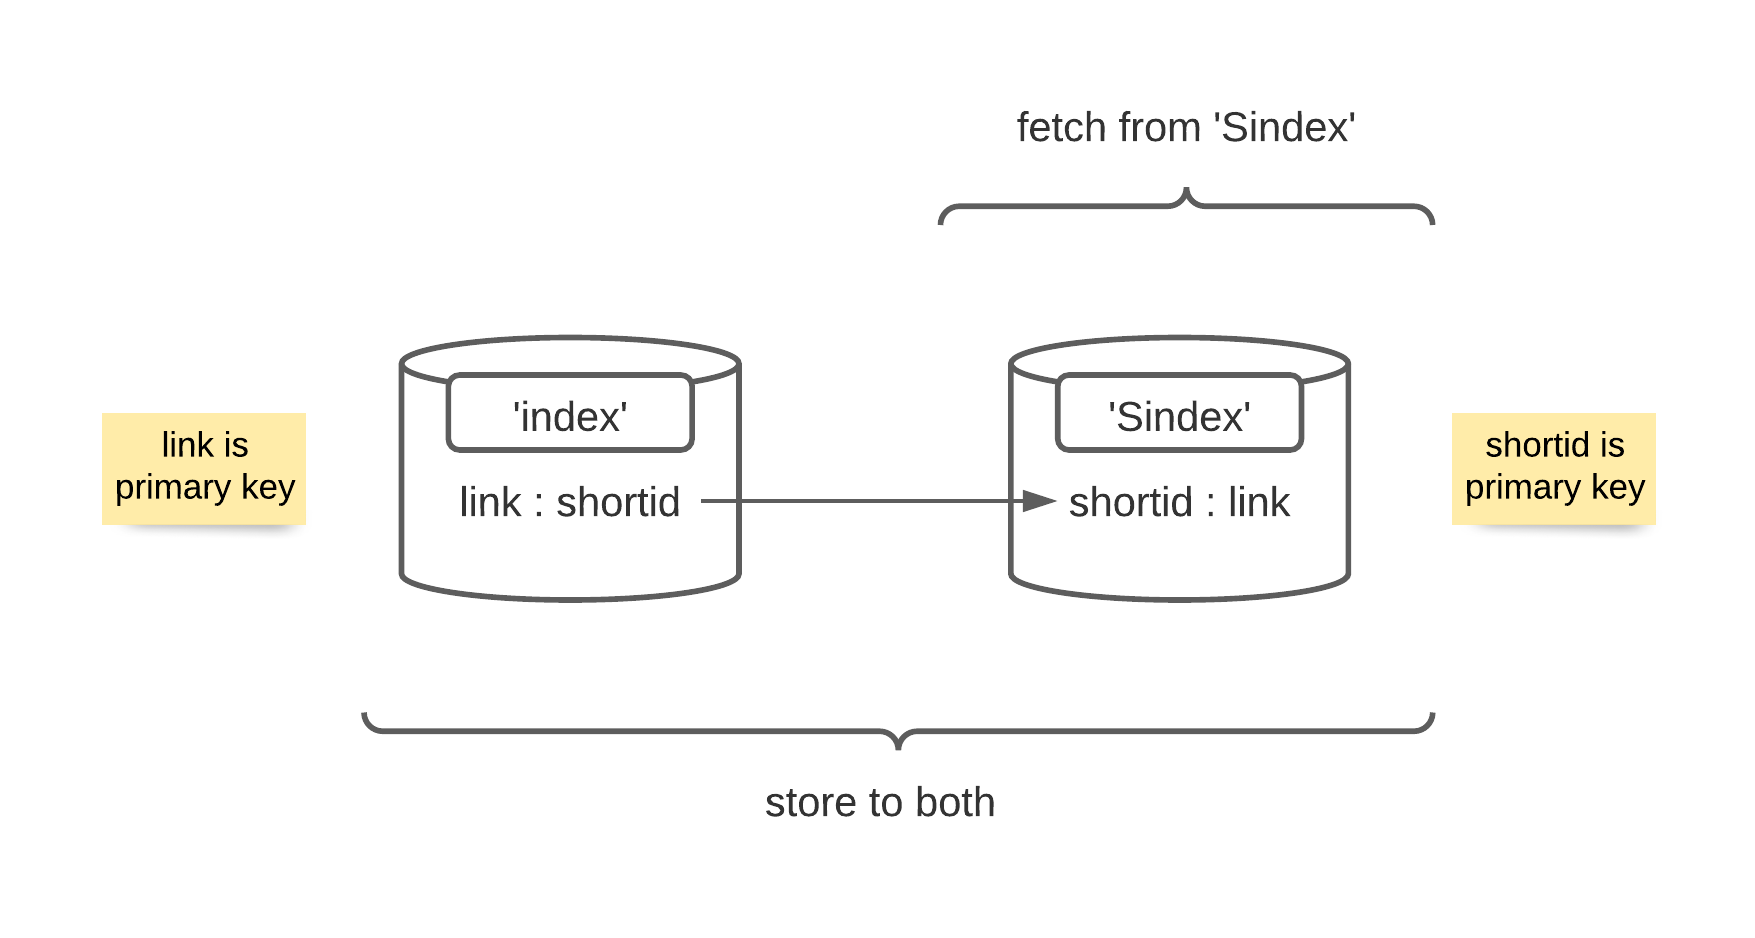 fetch from 'Sindex'
'index'
'Sindex'
link is
primary key
link : shortid
shortid : link
shortid is
primary key
store to both